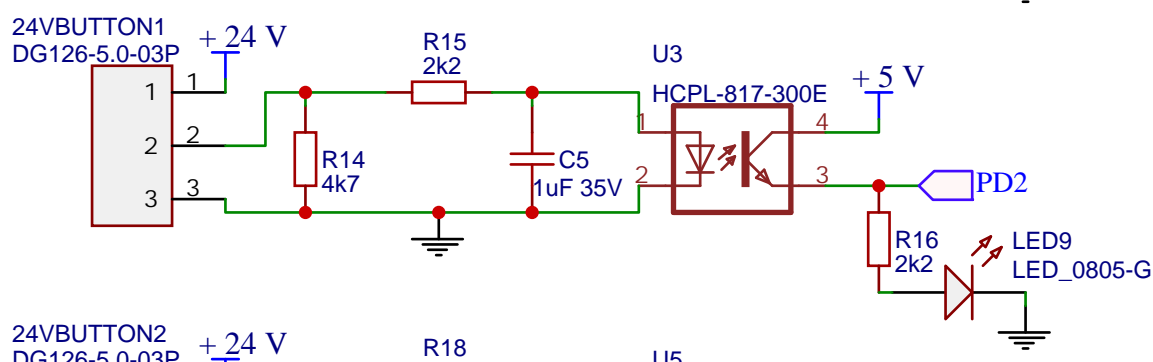 24VBUTTON1
DG126-5.0-03P
+ 24 V
1
1
2
2
3
3
R15
2k2
R14
4k7
C5
1uF 35V
U3
HCPL-817-300E
1
2
4
3
+ 5 V
PD2
R16
2k2
LED9
LED_0805-G
24VBUTTON2
DG126-5.0-03P
+ 24 V
R18
U5